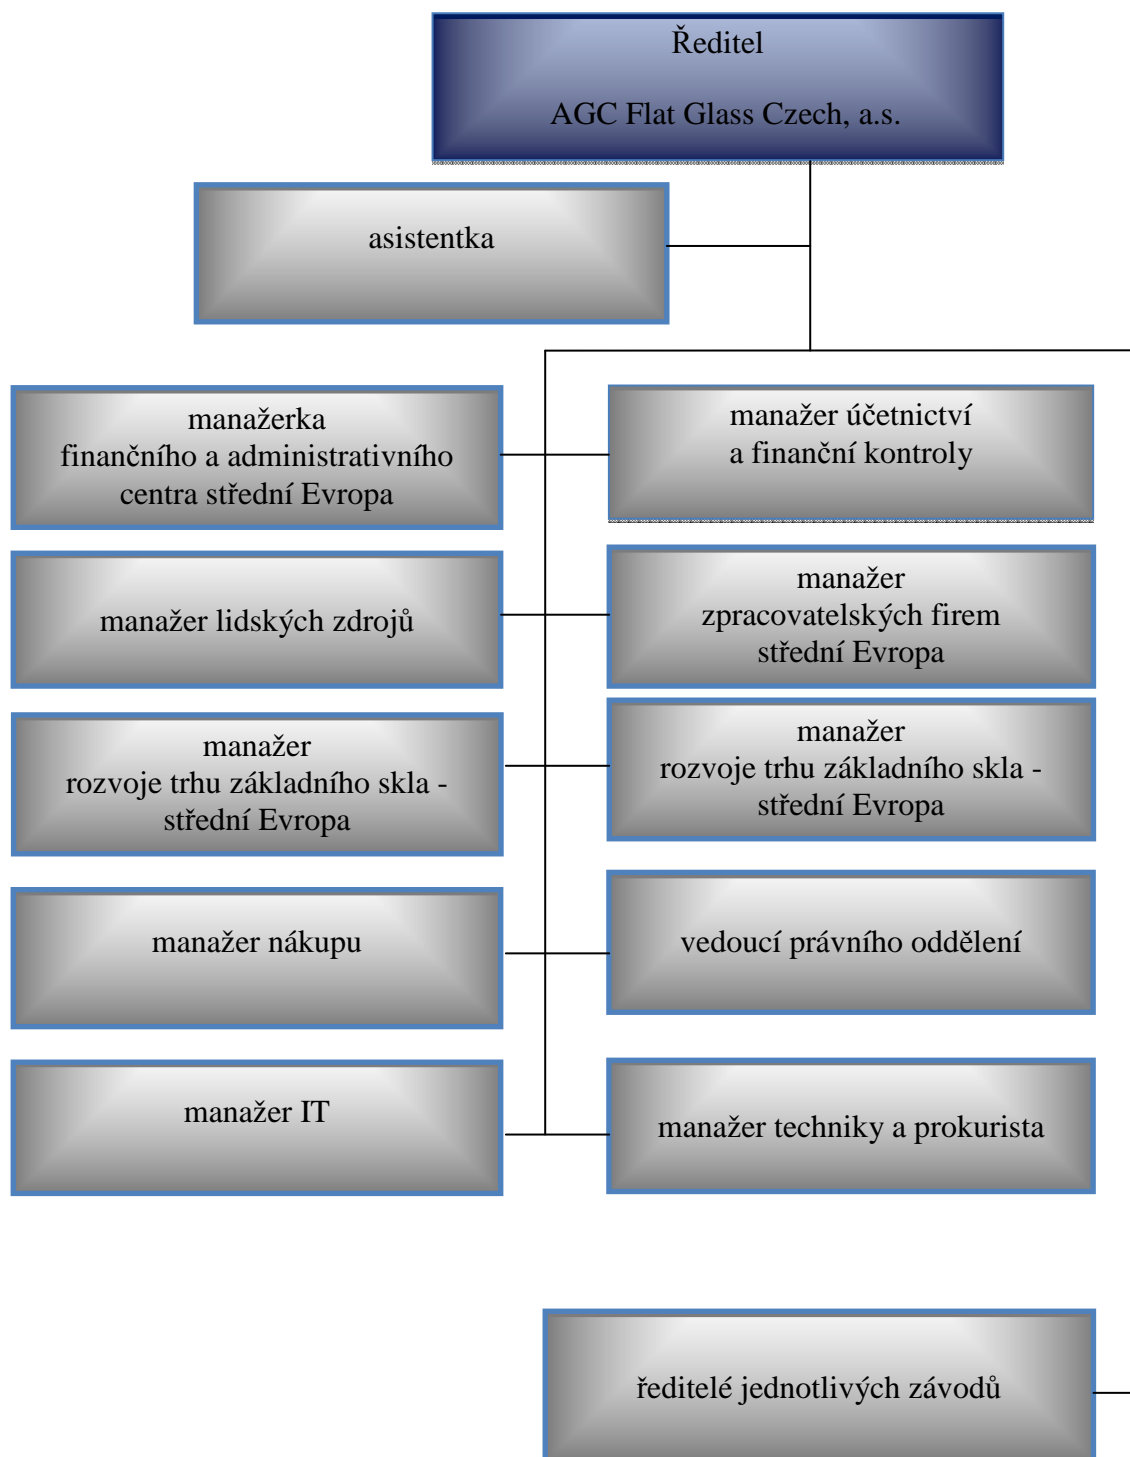 Ředitel
AGC Flat Glass Czech, a.s.
asistentka
manažerka
finančního a administrativního
centra střední Evropa
manažer účetnictví
a finanční kontroly
manažer lidských zdrojů
manažer
zpracovatelských firem
střední Evropa
manažer
rozvoje trhu základního skla -
střední Evropa
manažer
rozvoje trhu základního skla -
střední Evropa
manažer nákupu
vedoucí právního oddělení
manažer IT
manažer techniky a prokurista
ředitelé jednotlivých závodů